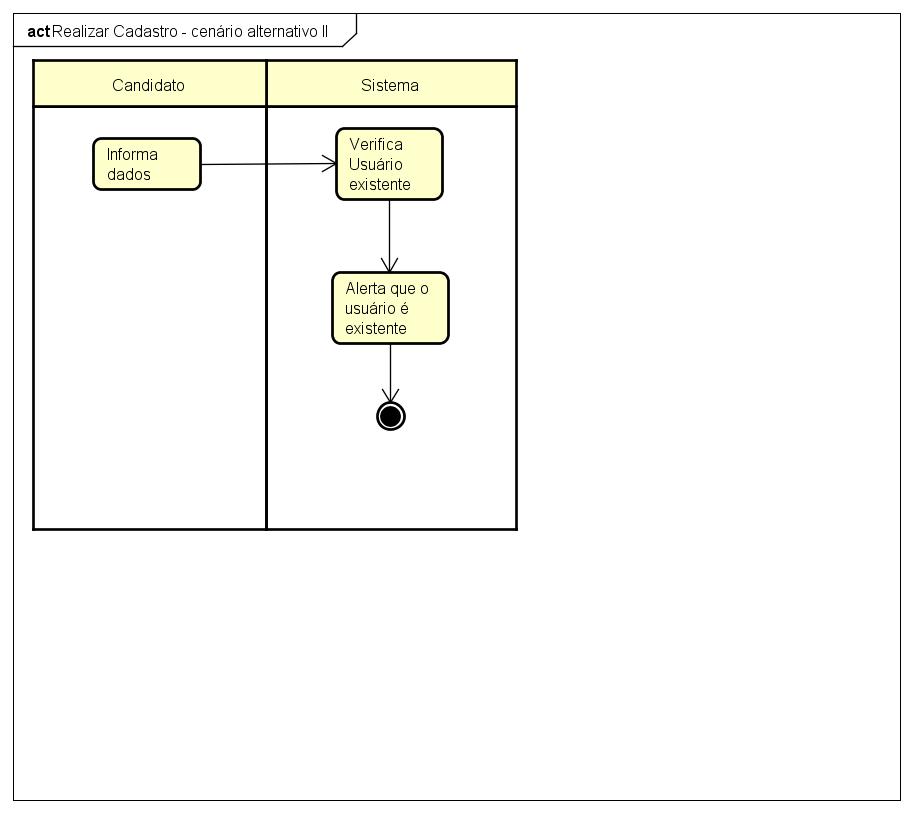 act Realizar Cadastro - cenário alternativo II
Candidato
Sistema
Informa
dados
Verifica
Usuário
existente
Alerta que o
usuário é
existente